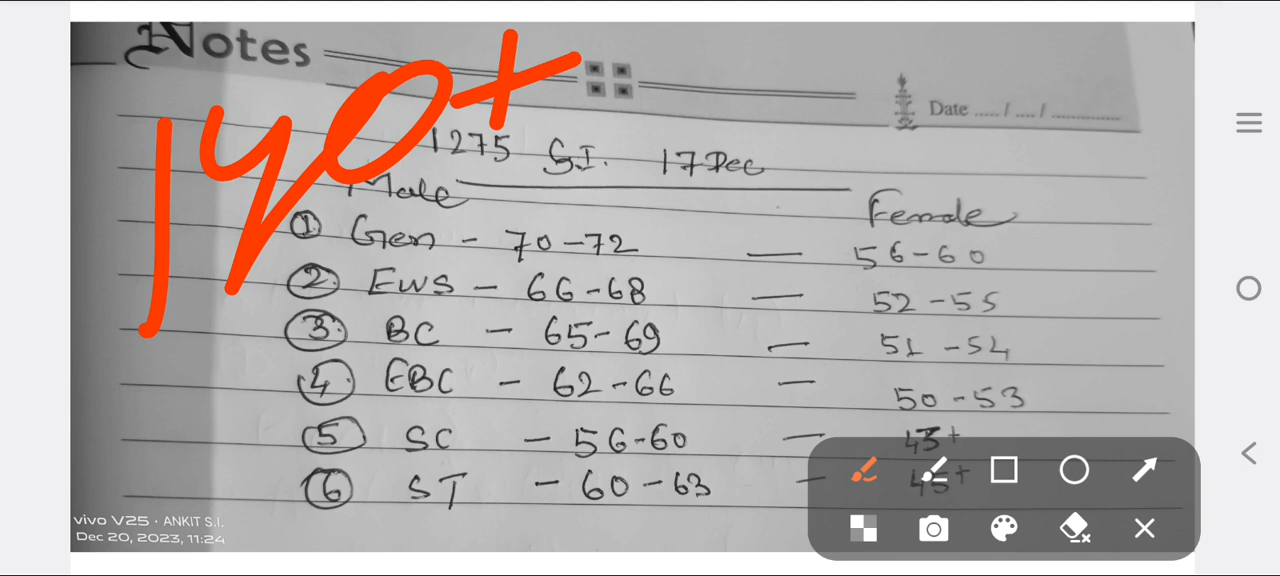 Notes
Date ..... / .... / ..............
1275 S.I. 17 Dec
Male Female
① Gen - 70-72 — 56-60
② EWS - 66-68 — 52-55
③ BC - 65-69 — 51-54
④ EBC - 62-66 — 50-53
⑤ SC - 56-60 — 43+
⑥ ST - 60-63 - 45+
vivo V25 · ANKIT S.I.
Dec 20, 2023, 11:24